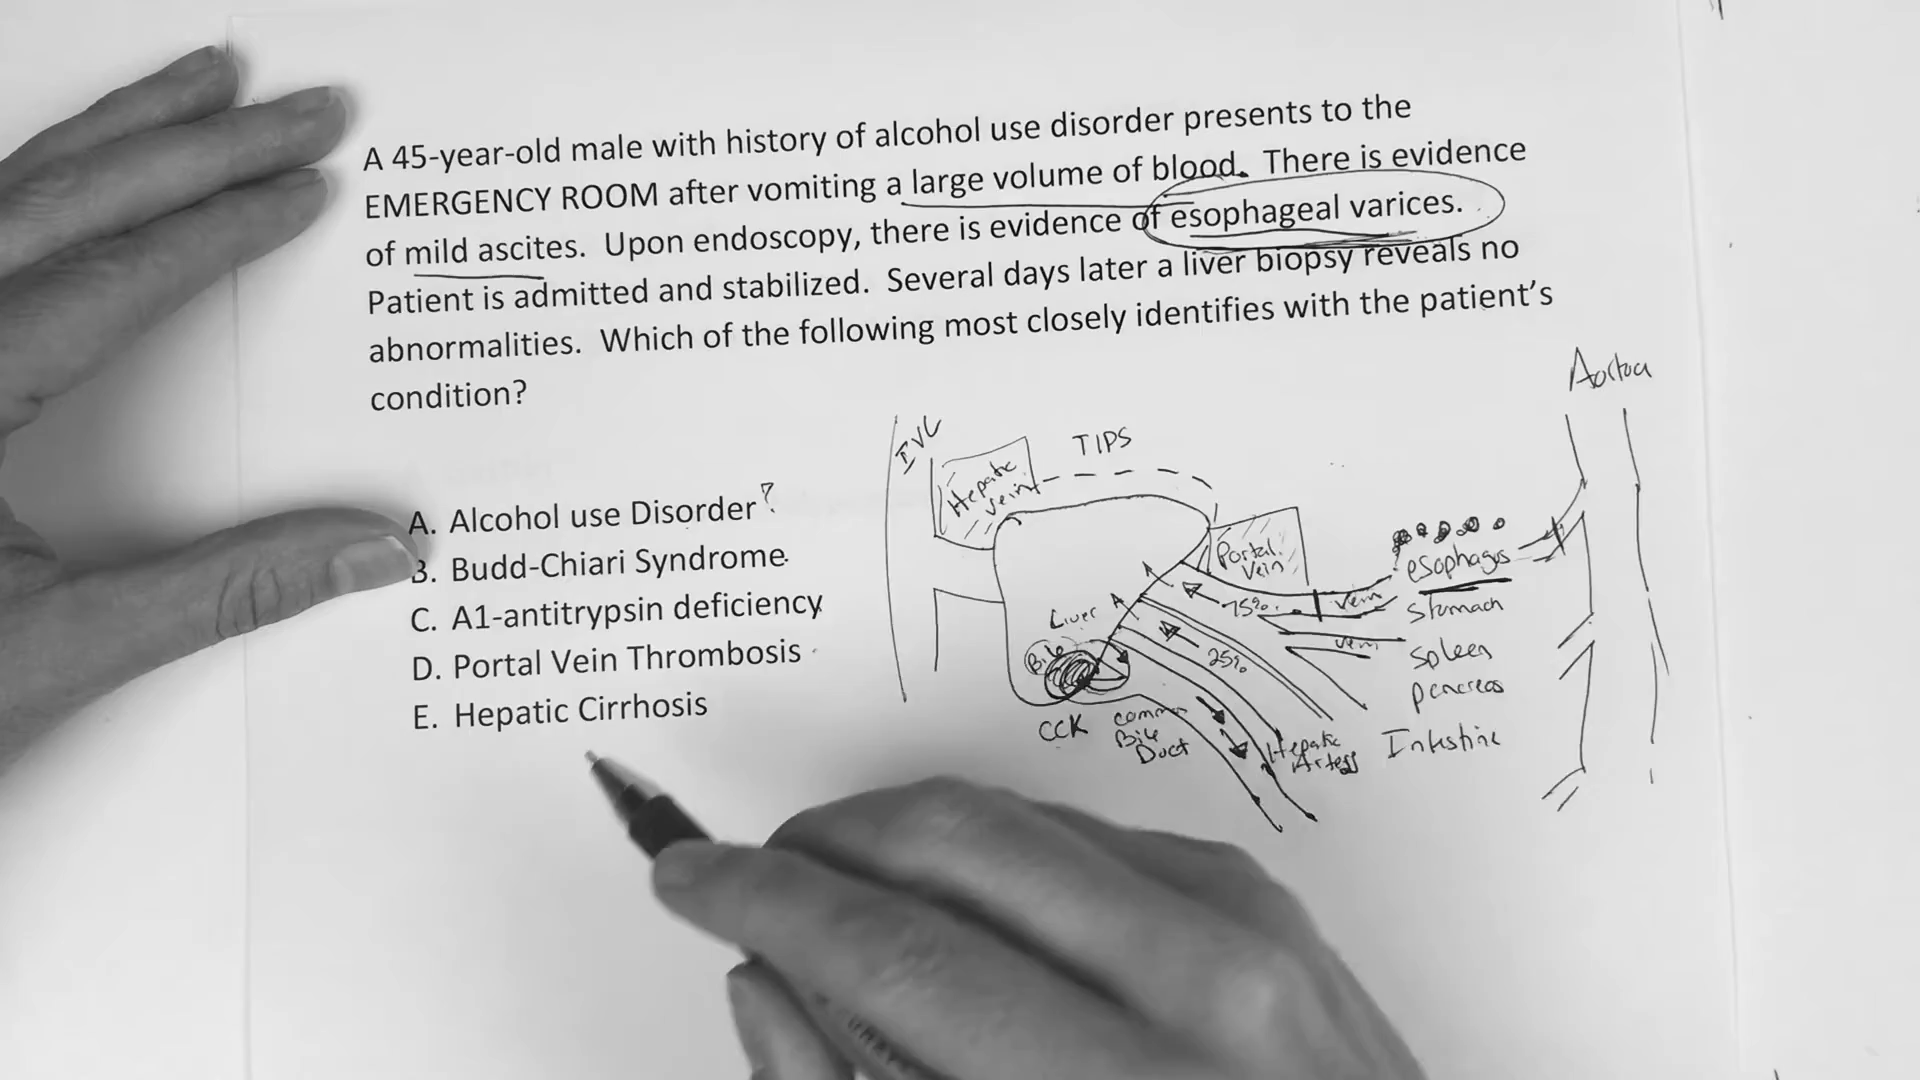 A 45-year-old male with history of alcohol use disorder presents to the
EMERGENCY ROOM after vomiting a large volume of blood. There is evidence
of mild ascites. Upon endoscopy, there is evidence of esophageal varices.
Patient is admitted and stabilized. Several days later a liver biopsy reveals no
abnormalities. Which of the following most closely identifies with the patient's
condition?
A. Alcohol use Disorder?
B. Budd-Chiari Syndrome
C. A1-antitrypsin deficiency
D. Portal Vein Thrombosis
E. Hepatic Cirrhosis
Aorta
IVC
TIPS
Hepatic
vein
Portal
Vein
esophagus
75%
vein
stomach
Liver
vein
Spleen
Bile
25%
pancreas
CCK
common
Bile
Duct
Hepatic
Artery
Intestine